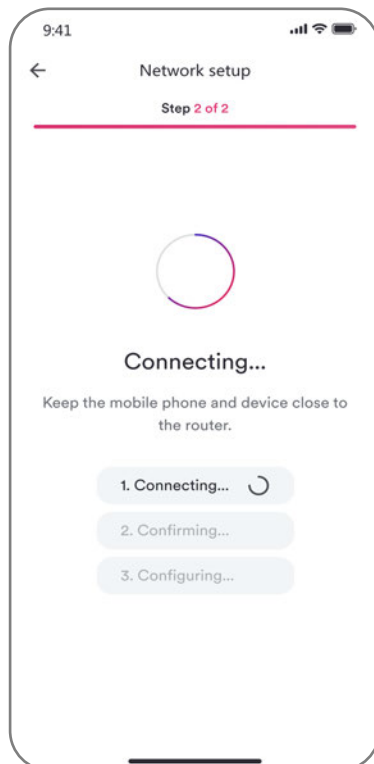 9:41
Network setup
Step 2 of 2
Connecting...
Keep the mobile phone and device close to
the router.
1. Connecting...
2. Confirming...
3. Configuring...